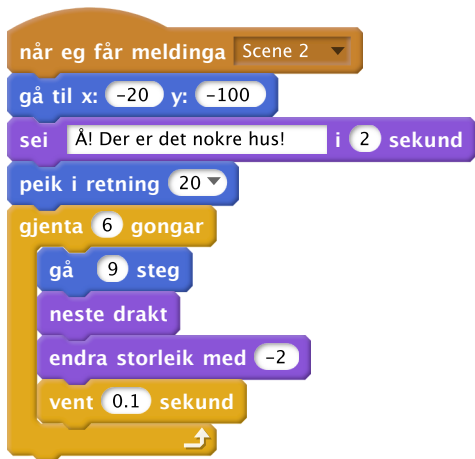 når eg får meldinga Scene 2
gå til x: -20 y: -100
sei Å! Der er det nokre hus! i 2 sekund
peik i retning 20
gjenta 6 gongar
gå 9 steg
neste drakt
endra storleik med -2
vent 0.1 sekund